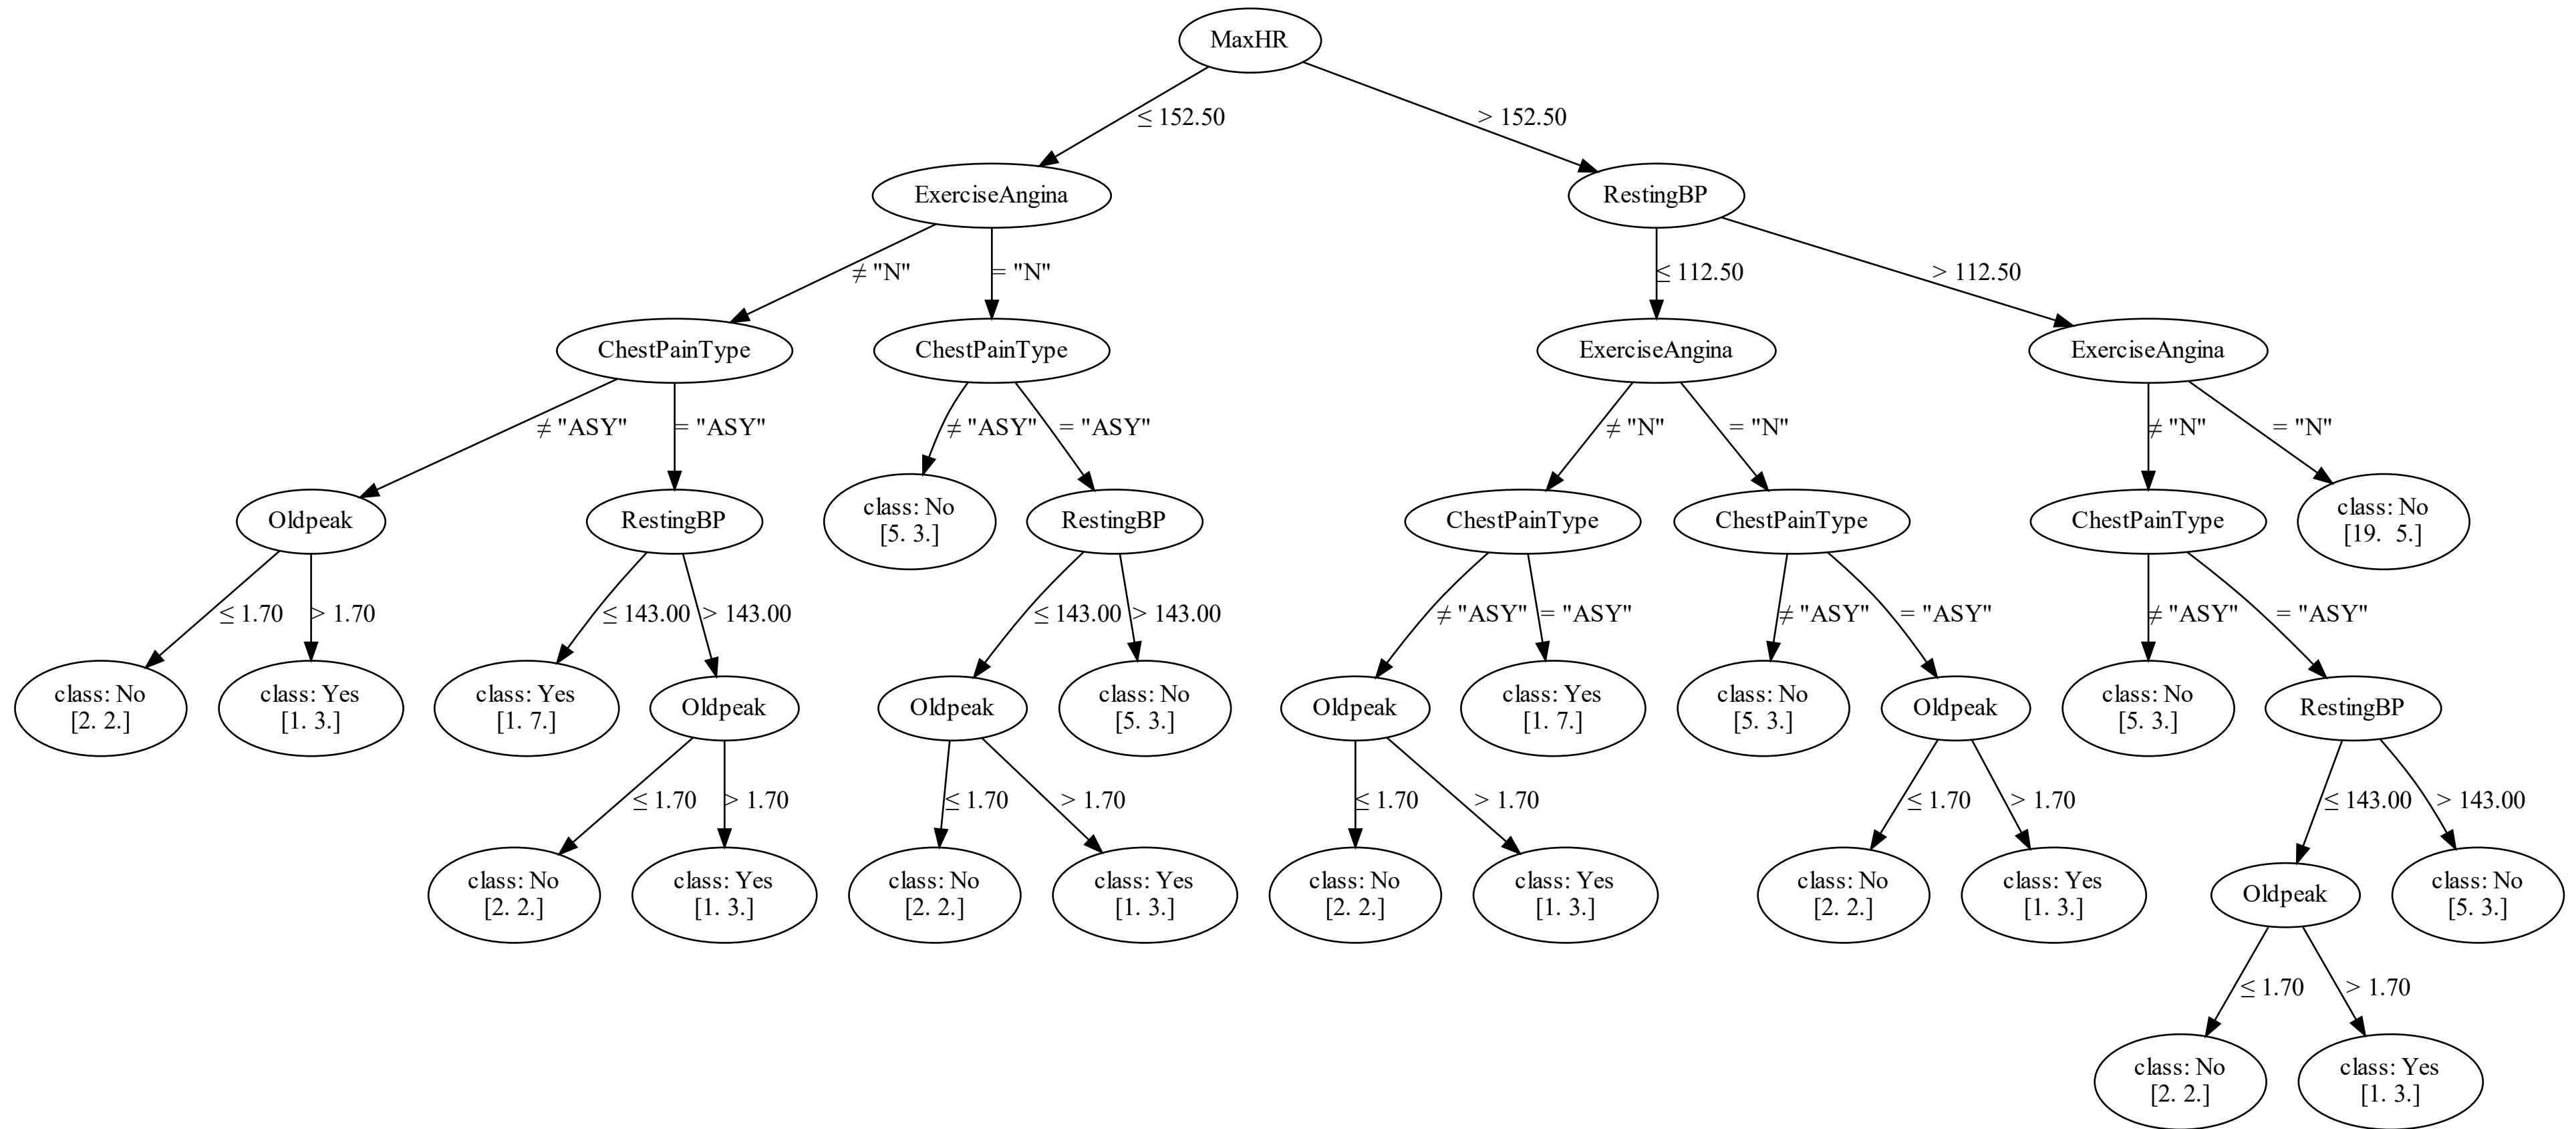 MaxHR
≤ 152.50
> 152.50
ExerciseAngina
RestingBP
≠ "N"
= "N"
≤ 112.50
> 112.50
ChestPainType
ChestPainType
ExerciseAngina
ExerciseAngina
≠ "ASY"
= "ASY"
≠ "ASY"
= "ASY"
≠ "N"
= "N"
≠ "N"
= "N"
Oldpeak
RestingBP
class: No
[5. 3.]
RestingBP
ChestPainType
ChestPainType
ChestPainType
class: No
[19.  5.]
≤ 1.70
> 1.70
≤ 143.00
> 143.00
≤ 143.00
> 143.00
≠ "ASY"
= "ASY"
≠ "ASY"
= "ASY"
≠ "ASY"
= "ASY"
class: No
[2. 2.]
class: Yes
[1. 3.]
class: Yes
[1. 7.]
Oldpeak
Oldpeak
class: No
[5. 3.]
Oldpeak
class: Yes
[1. 7.]
class: No
[5. 3.]
Oldpeak
class: No
[5. 3.]
RestingBP
≤ 1.70
> 1.70
≤ 1.70
> 1.70
≤ 1.70
> 1.70
≤ 1.70
> 1.70
≤ 143.00
> 143.00
class: No
[2. 2.]
class: Yes
[1. 3.]
class: No
[2. 2.]
class: Yes
[1. 3.]
class: No
[2. 2.]
class: Yes
[1. 3.]
class: No
[2. 2.]
class: Yes
[1. 3.]
Oldpeak
class: No
[5. 3.]
≤ 1.70
> 1.70
class: No
[2. 2.]
class: Yes
[1. 3.]